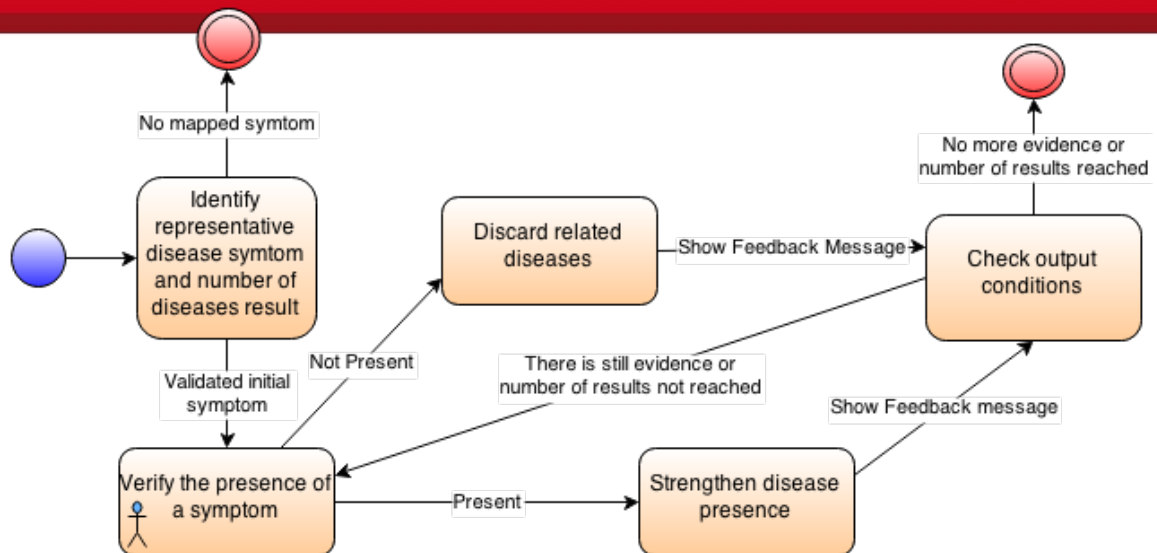 No mapped symtom
Identify
representative
disease symtom
and number of
diseases result
Validated initial
symptom
Verify the presence of
a symptom
Not Present
Discard related
diseases
Show Feedback Message
Present
Strengthen disease
presence
Show Feedback message
Check output
conditions
There is still evidence or
number of results not reached
No more evidence or
number of results reached